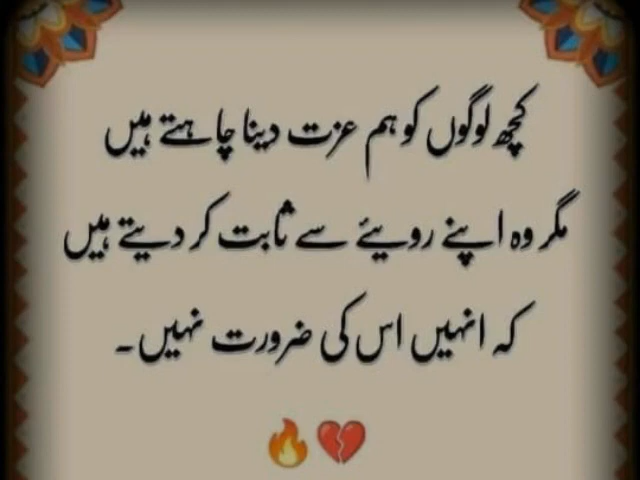 کچھ لوگوں کو ہم عزت دینا چاہتے ہیں
مگر وہ اپنے رویئے سے ثابت کر دیتے ہیں
کہ انہیں اس کی ضرورت نہیں۔
🔥💔